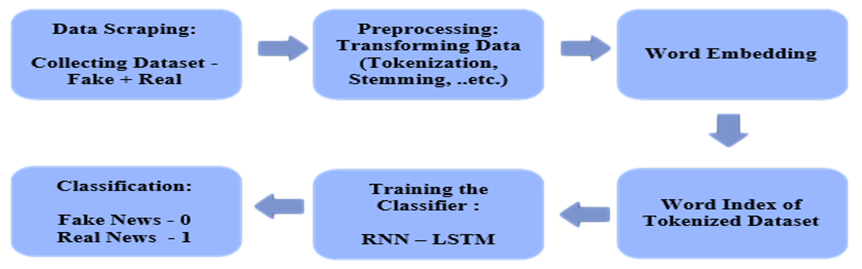 Data Scraping:
Collecting Dataset -
Fake + Real
Preprocessing:
Transforming Data
(Tokenization,
Stemming, ..etc.)
Word Embedding
Word Index of
Tokenized Dataset
Training the
Classifier :
RNN – LSTM
Classification:
Fake News - 0
Real News - 1